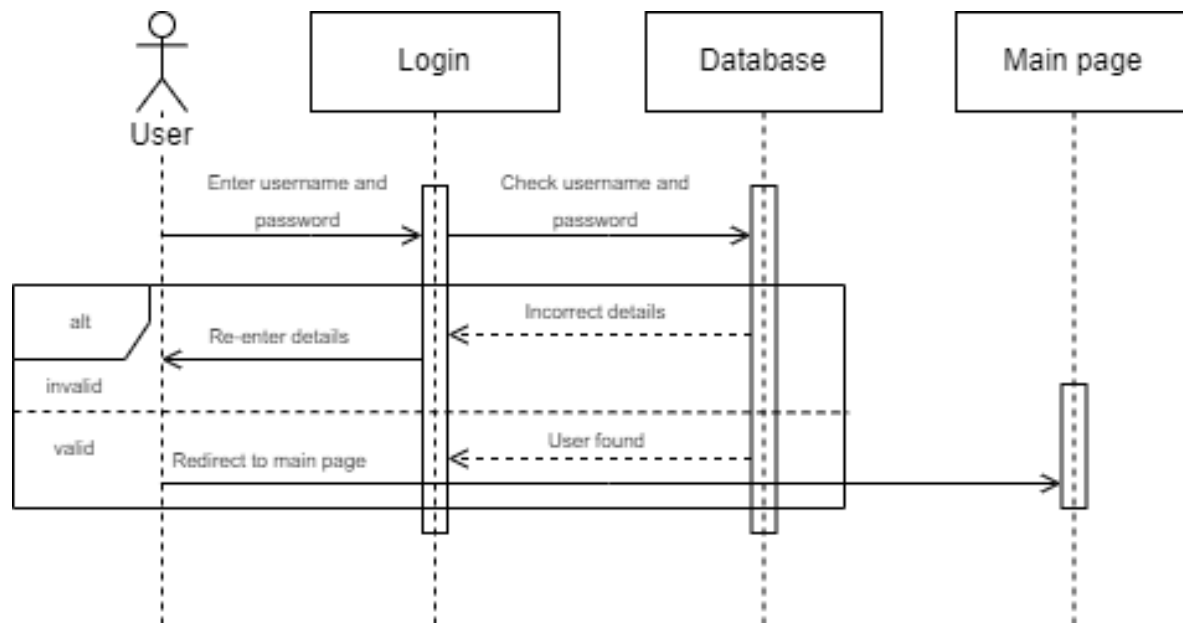 User
Login
Database
Main page
Enter username and
password
Check username and
password
alt
Incorrect details
Re-enter details
invalid
valid
User found
Redirect to main page